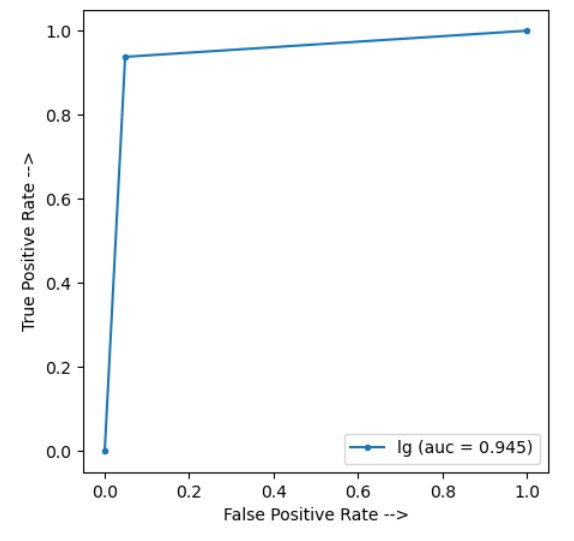 1.0
0.8
0.6
0.4
0.2
0.0
True Positive Rate -->
lg (auc = 0.945)
0.0 0.2 0.4 0.6 0.8 1.0
False Positive Rate -->